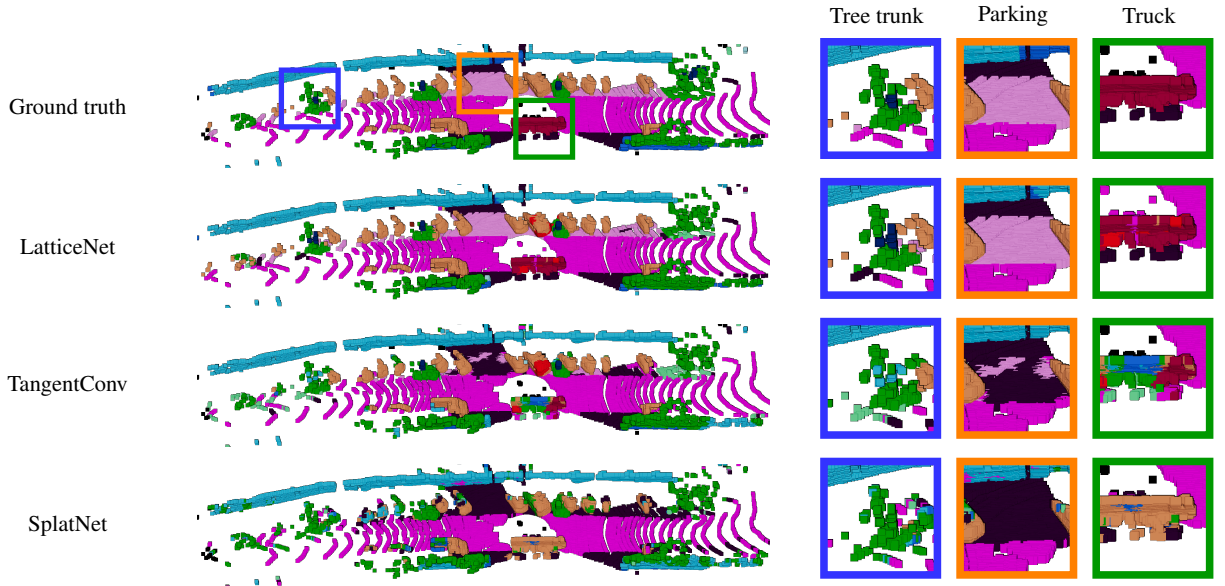 Tree trunk Parking Truck
Ground truth
LatticeNet
TangentConv
SplatNet